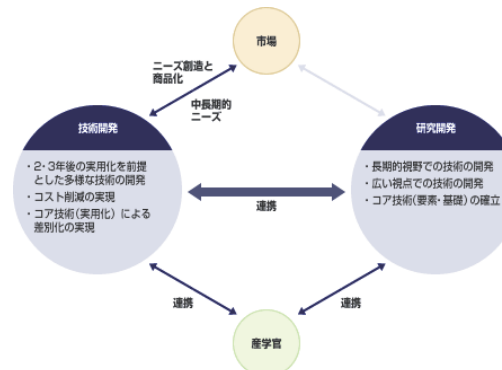 市場
ニーズ創造と
商品化
中長期的
ニーズ
技術開発
・2・3年後の実用化を前提
とした多様な技術の開発
・コスト削減の実現
・コア技術(実用化)による
差別化の実現
研究開発
・長期的視野での技術の開発
・広い視点での技術の開発
・コア技術(要素・基礎)の確立
連携
連携
連携
産学官